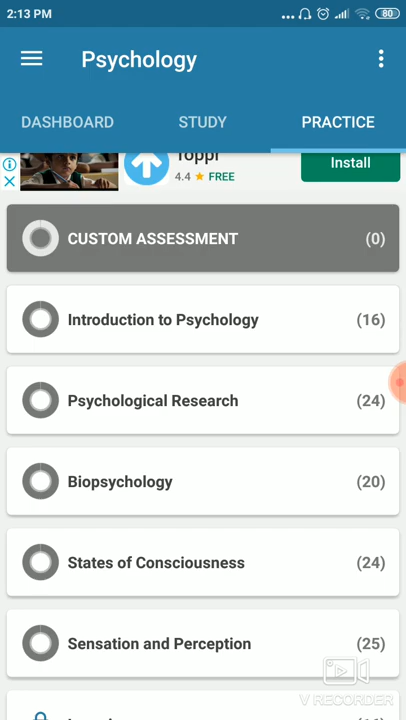 2:13 PM
80
Psychology
DASHBOARD
STUDY
PRACTICE
Toppr
4.4 ★ FREE
Install
CUSTOM ASSESSMENT (0)
Introduction to Psychology (16)
Psychological Research (24)
Biopsychology (20)
States of Consciousness (24)
Sensation and Perception (25)
V RECORDER